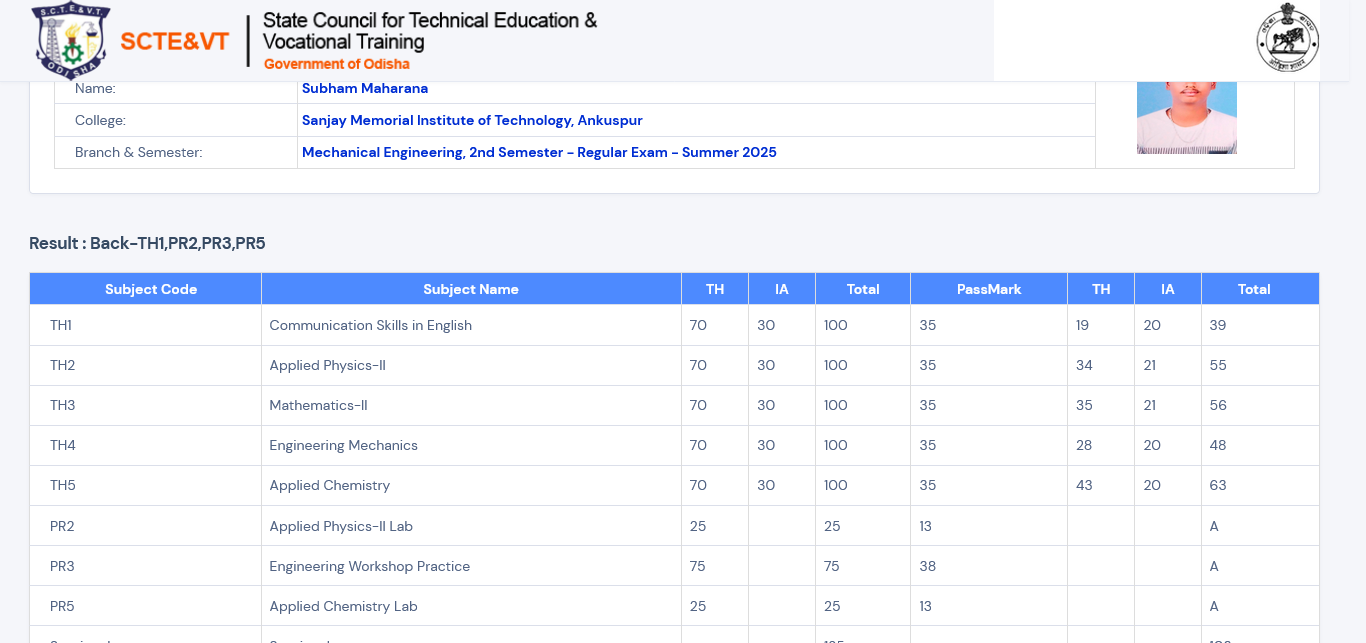 S.C.T.E.& V.T.
ODISHA
SCTE&VT
State Council for Technical Education &
Vocational Training
Government of Odisha
Name: Subham Maharana
College: Sanjay Memorial Institute of Technology, Ankuspur
Branch & Semester: Mechanical Engineering, 2nd Semester - Regular Exam - Summer 2025
Result : Back-TH1,PR2,PR3,PR5
Subject Code Subject Name TH IA Total PassMark TH IA Total
TH1 Communication Skills in English 70 30 100 35 19 20 39
TH2 Applied Physics-II 70 30 100 35 34 21 55
TH3 Mathematics-II 70 30 100 35 35 21 56
TH4 Engineering Mechanics 70 30 100 35 28 20 48
TH5 Applied Chemistry 70 30 100 35 43 20 63
PR2 Applied Physics-II Lab 25 25 13 A
PR3 Engineering Workshop Practice 75 75 38 A
PR5 Applied Chemistry Lab 25 25 13 A